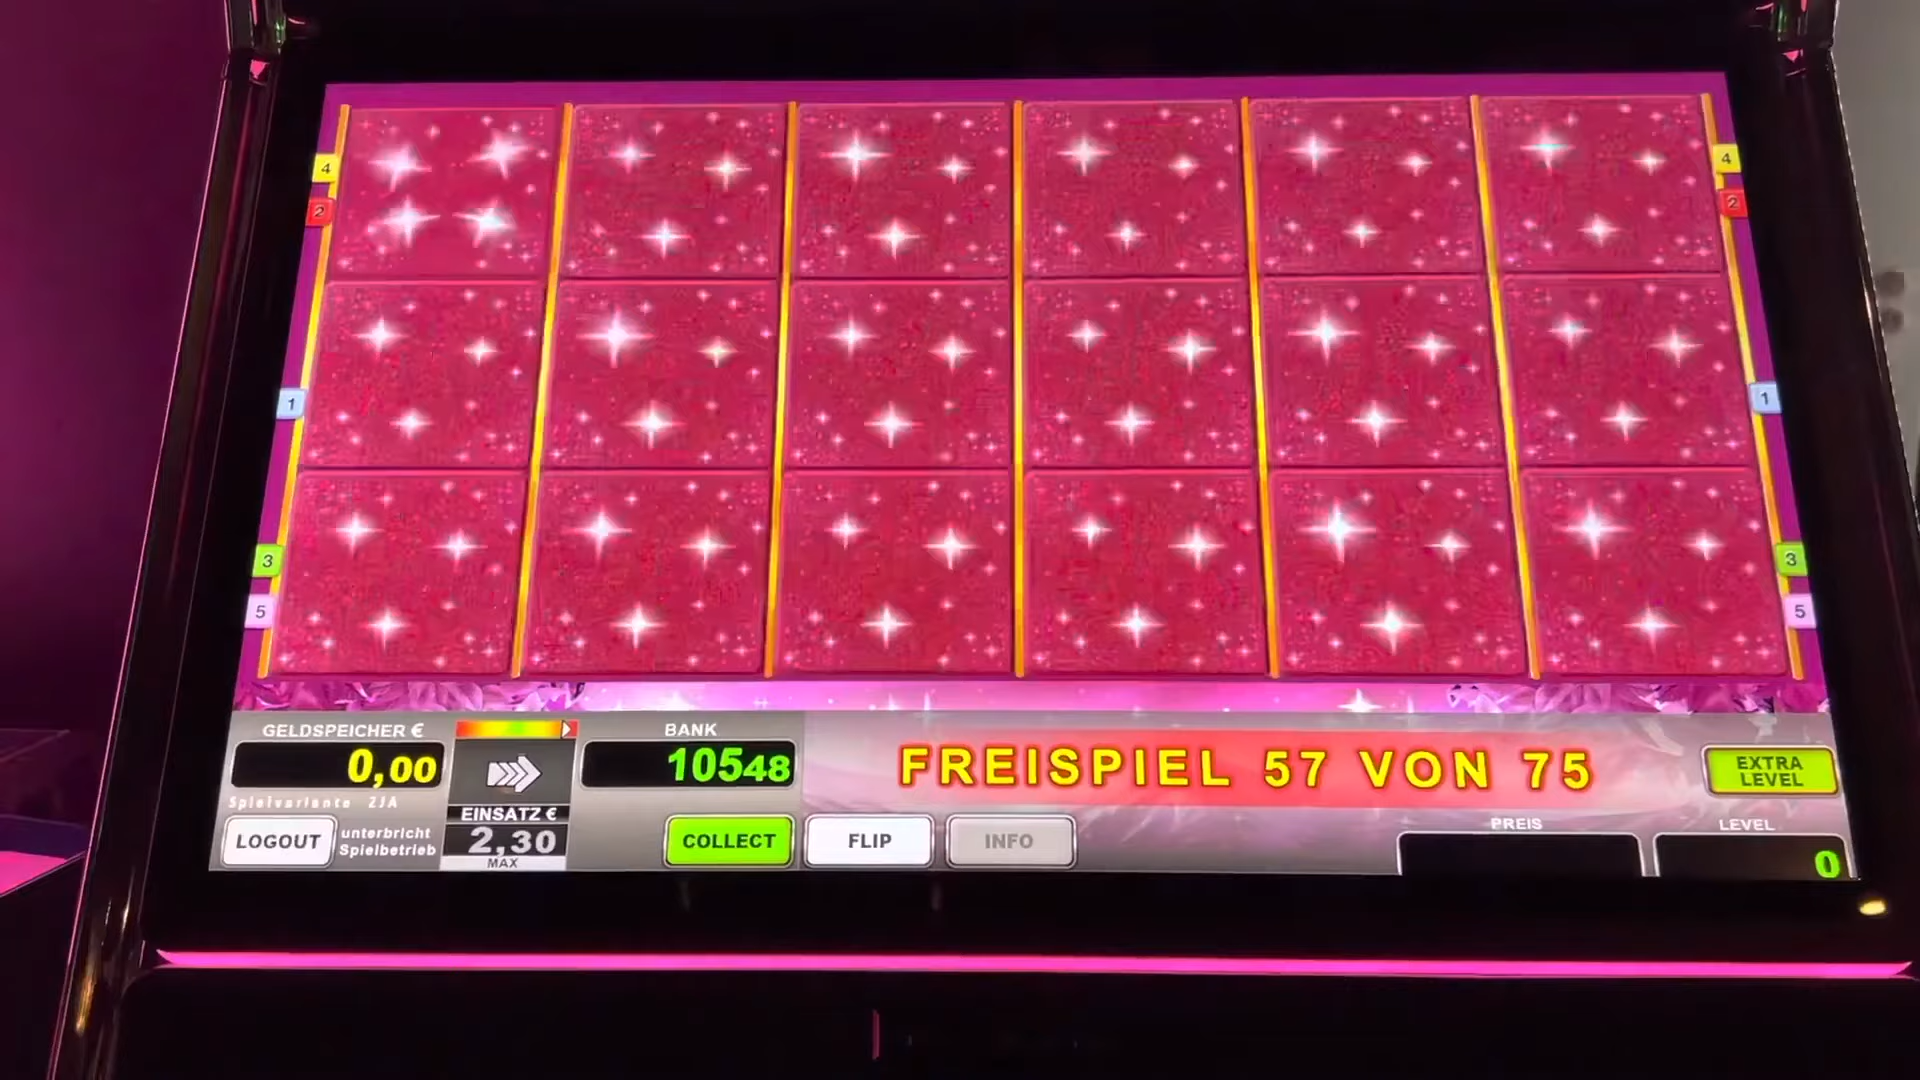 4
4
2
2
1
1
3
3
5
5
GELDSPEICHER €
0,00
Spielvariante ZJA
LOGOUT
unterbricht
Spielbetrieb
EINSATZ €
2,30
MAX
BANK
10548
COLLECT
FLIP
INFO
FREISPIEL 57 VON 75
EXTRA
LEVEL
PREIS
LEVEL
0